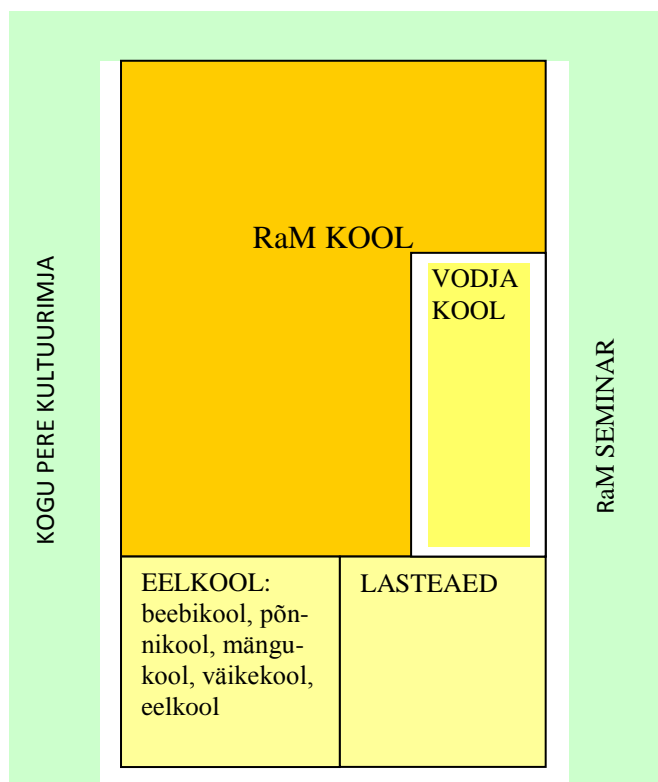 KOGU PERE KULTUURIMJA
RaM KOOL
VODJA
KOOL
RaM SEMINAR
EELKOOL:
beebikool, põn-
nikool, mängu-
kool, väikekool,
eelkool
LASTEAED